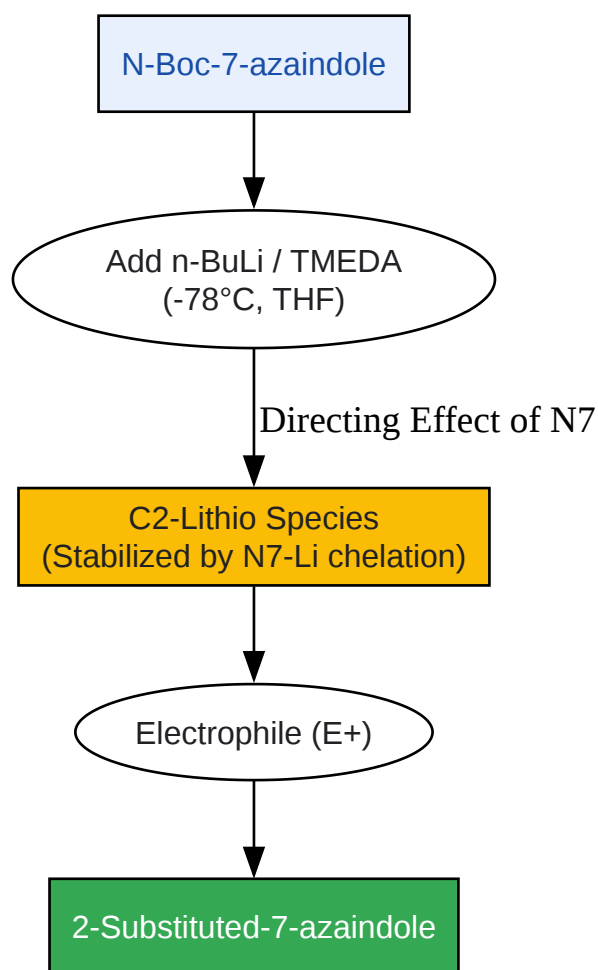 N-Boc-7-azaindole
Add n-BuLi / TMEDA
(-78°C, THF)
Directing Effect of N7
C2-Lithio Species
(Stabilized by N7-Li chelation)
Electrophile (E+)
2-Substituted-7-azaindole